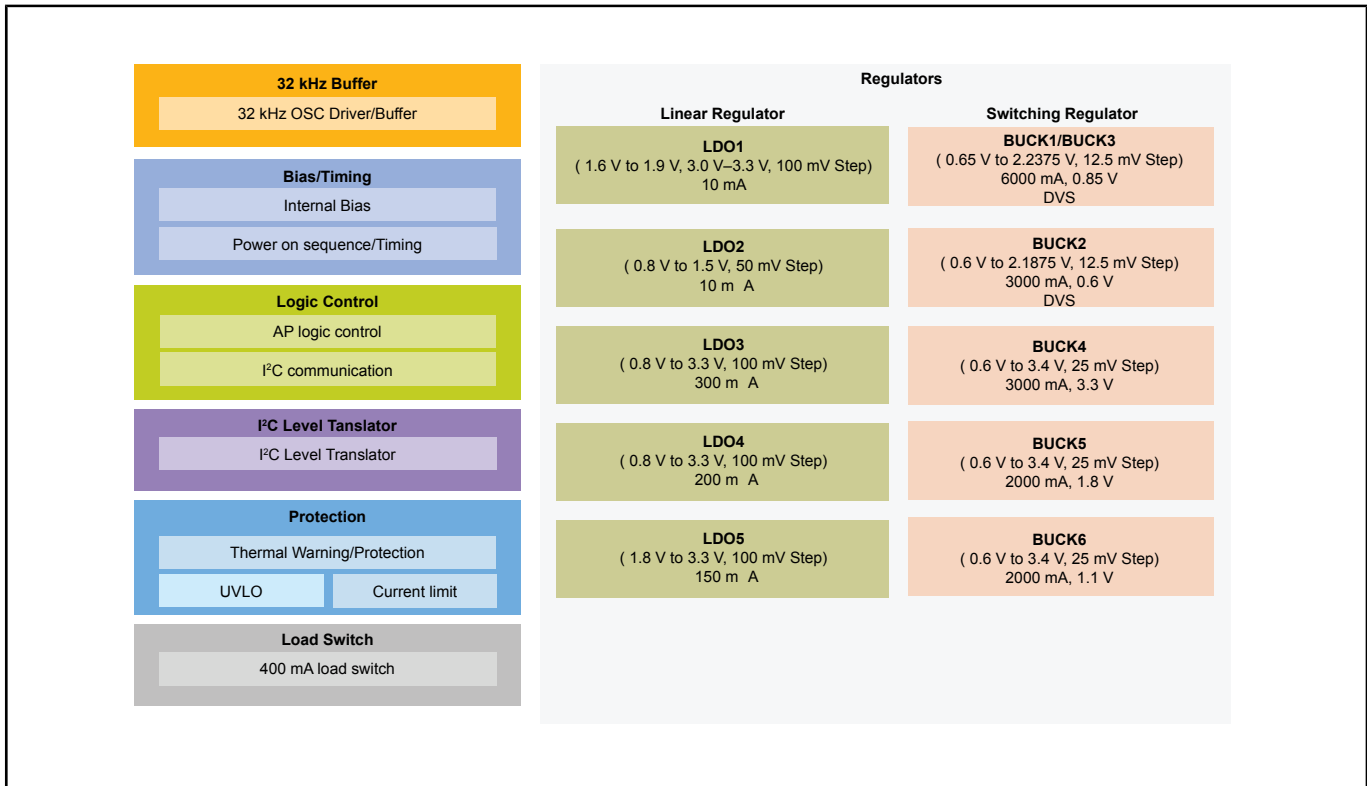 32 kHz Buffer
32 kHz OSC Driver/Buffer
Bias/Timing
Internal Bias
Power on sequence/Timing
Logic Control
AP logic control
I²C communication
I²C Level Tanslator
I²C Level Translator
Protection
Thermal Warning/Protection
UVLO
Current limit
Load Switch
400 mA load switch
Regulators
Linear Regulator
LDO1
( 1.6 V to 1.9 V, 3.0 V–3.3 V, 100 mV Step)
10 mA
LDO2
( 0.8 V to 1.5 V, 50 mV Step)
10 m A
LDO3
( 0.8 V to 3.3 V, 100 mV Step)
300 m A
LDO4
( 0.8 V to 3.3 V, 100 mV Step)
200 m A
LDO5
( 1.8 V to 3.3 V, 100 mV Step)
150 m A
Switching Regulator
BUCK1/BUCK3
( 0.65 V to 2.2375 V, 12.5 mV Step)
6000 mA, 0.85 V
DVS
BUCK2
( 0.6 V to 2.1875 V, 12.5 mV Step)
3000 mA, 0.6 V
DVS
BUCK4
( 0.6 V to 3.4 V, 25 mV Step)
3000 mA, 3.3 V
BUCK5
( 0.6 V to 3.4 V, 25 mV Step)
2000 mA, 1.8 V
BUCK6
( 0.6 V to 3.4 V, 25 mV Step)
2000 mA, 1.1 V